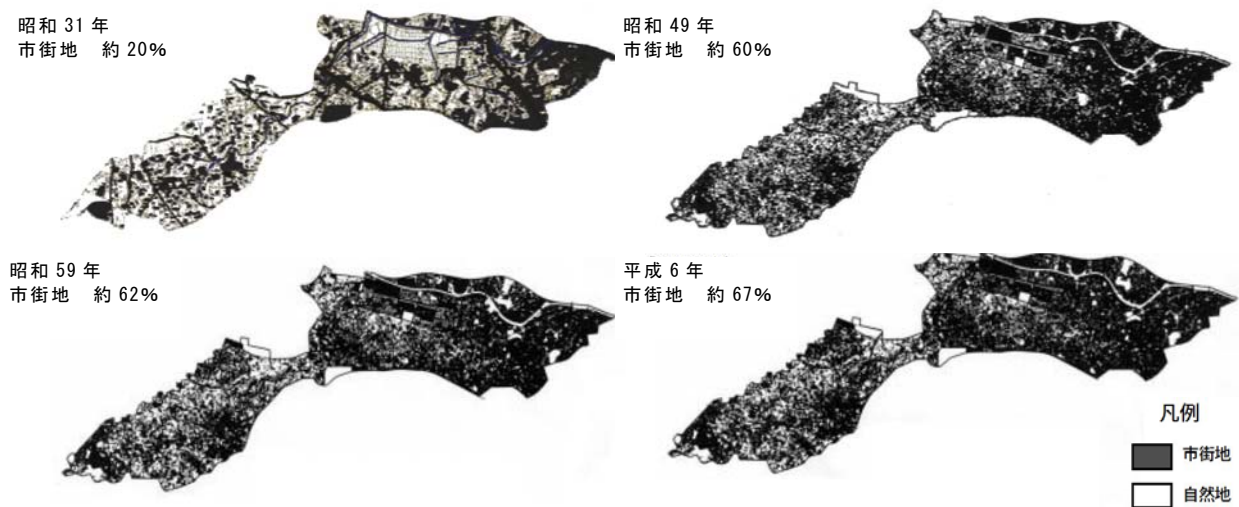 昭和 31 年
市街地 約 20%
昭和 49 年
市街地 約 60%
昭和 59 年
市街地 約 62%
平成 6 年
市街地 約 67%
凡例
市街地
自然地